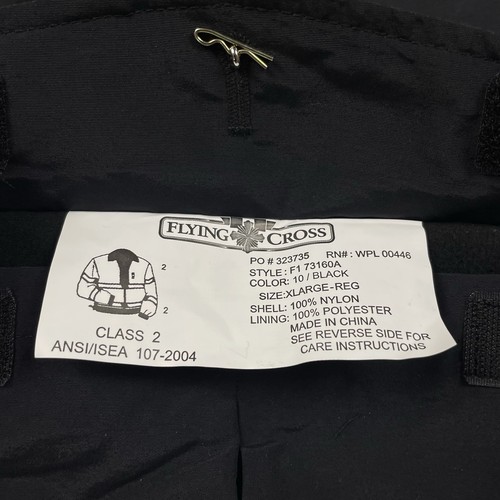 FLYING CROSS
PO # 323735 RN#: WPL 00446
STYLE: F1 73160A
COLOR: 10 / BLACK
SIZE:XLARGE-REG
SHELL: 100% NYLON
LINING: 100% POLYESTER
MADE IN CHINA
SEE REVERSE SIDE FOR
CARE INSTRUCTIONS
2
2
CLASS 2
ANSI/ISEA 107-2004